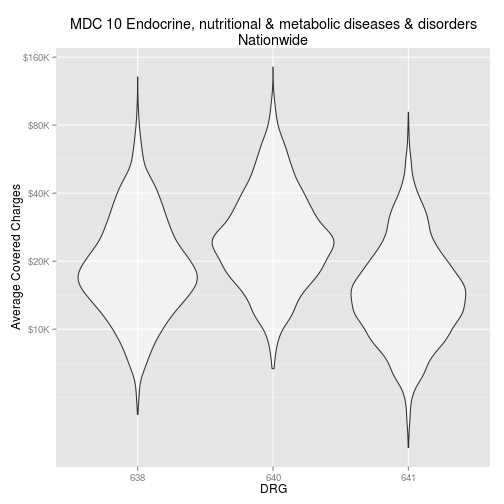 MDC 10 Endocrine, nutritional & metabolic diseases & disorders
Nationwide
$160K
$80K
$40K
$20K
$10K
Average Covered Charges
638
640
641
DRG